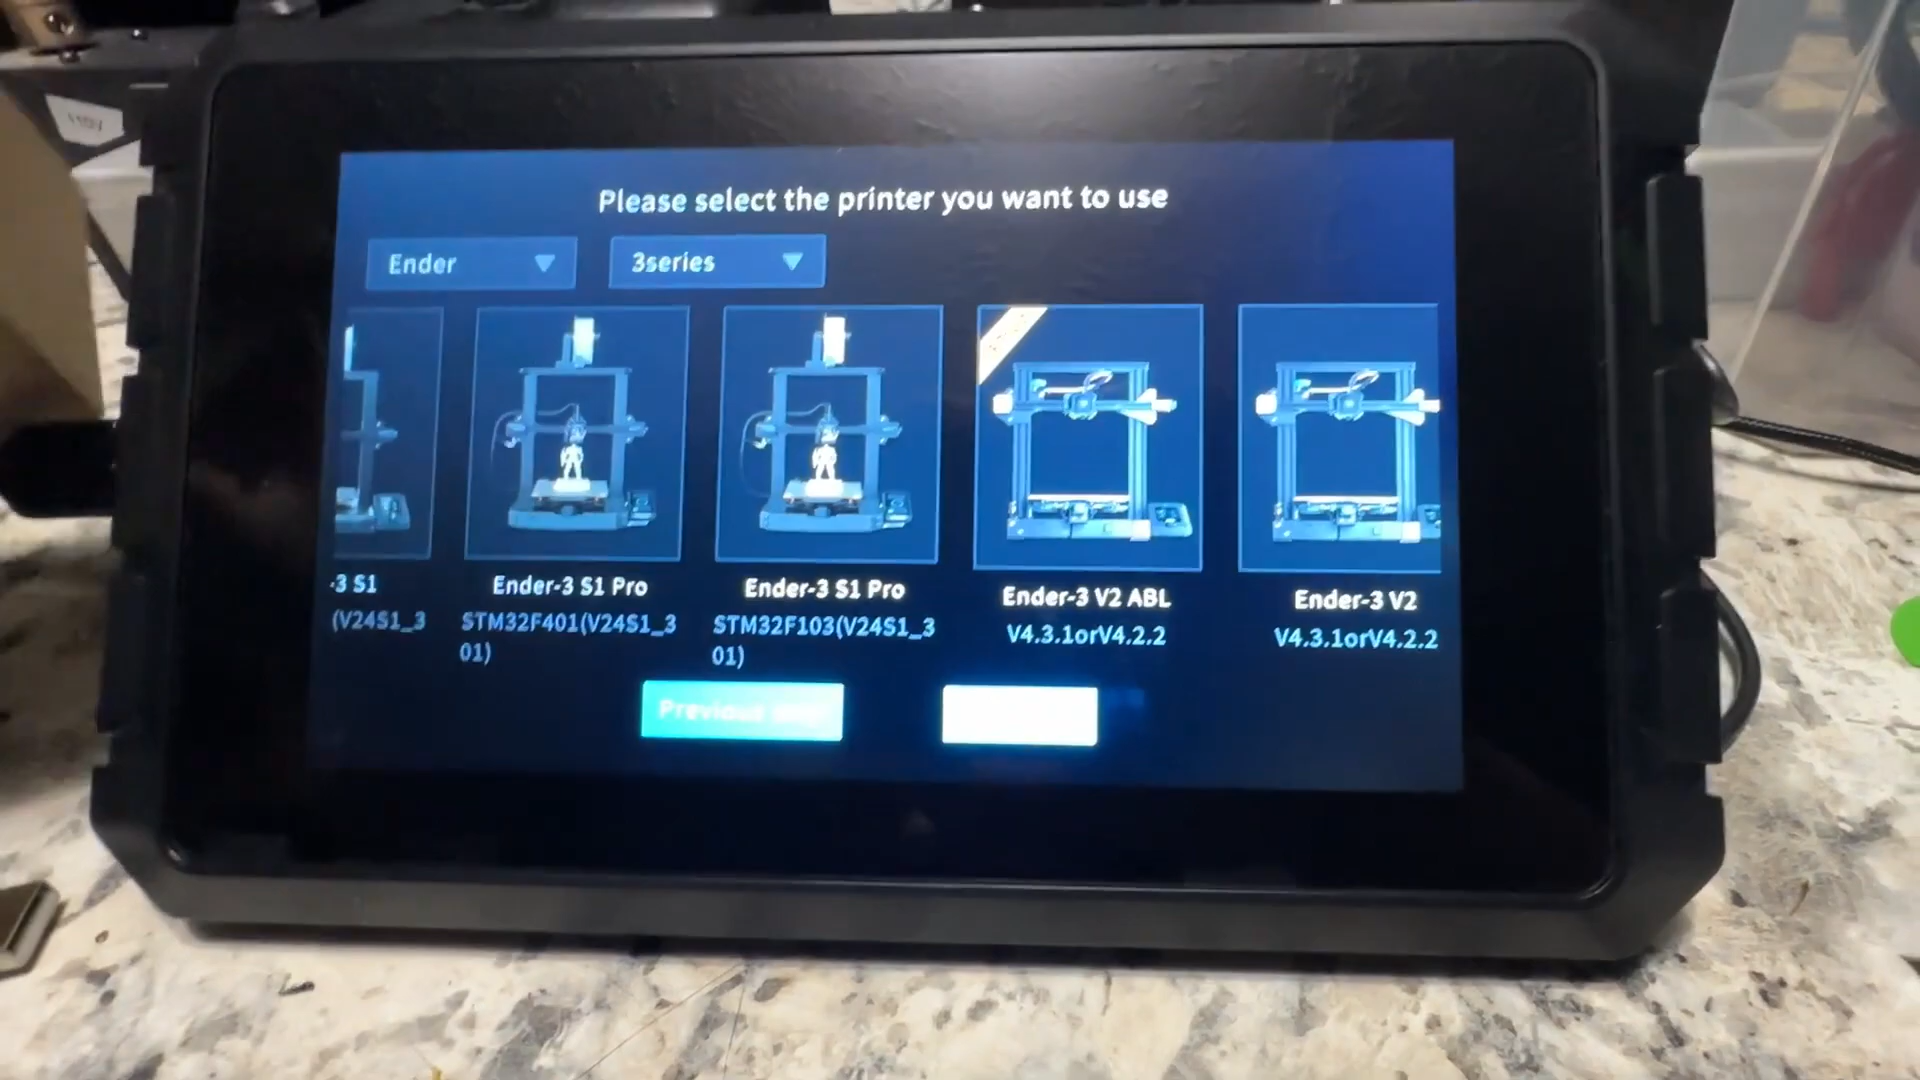 Please select the printer you want to use
Ender
3series
-3 S1
(V24S1_3
Ender-3 S1 Pro
STM32F401(V24S1_3
01)
Ender-3 S1 Pro
STM32F103(V24S1_3
01)
Ender-3 V2 ABL
V4.3.1orV4.2.2
Ender-3 V2
V4.3.1orV4.2.2
Previous